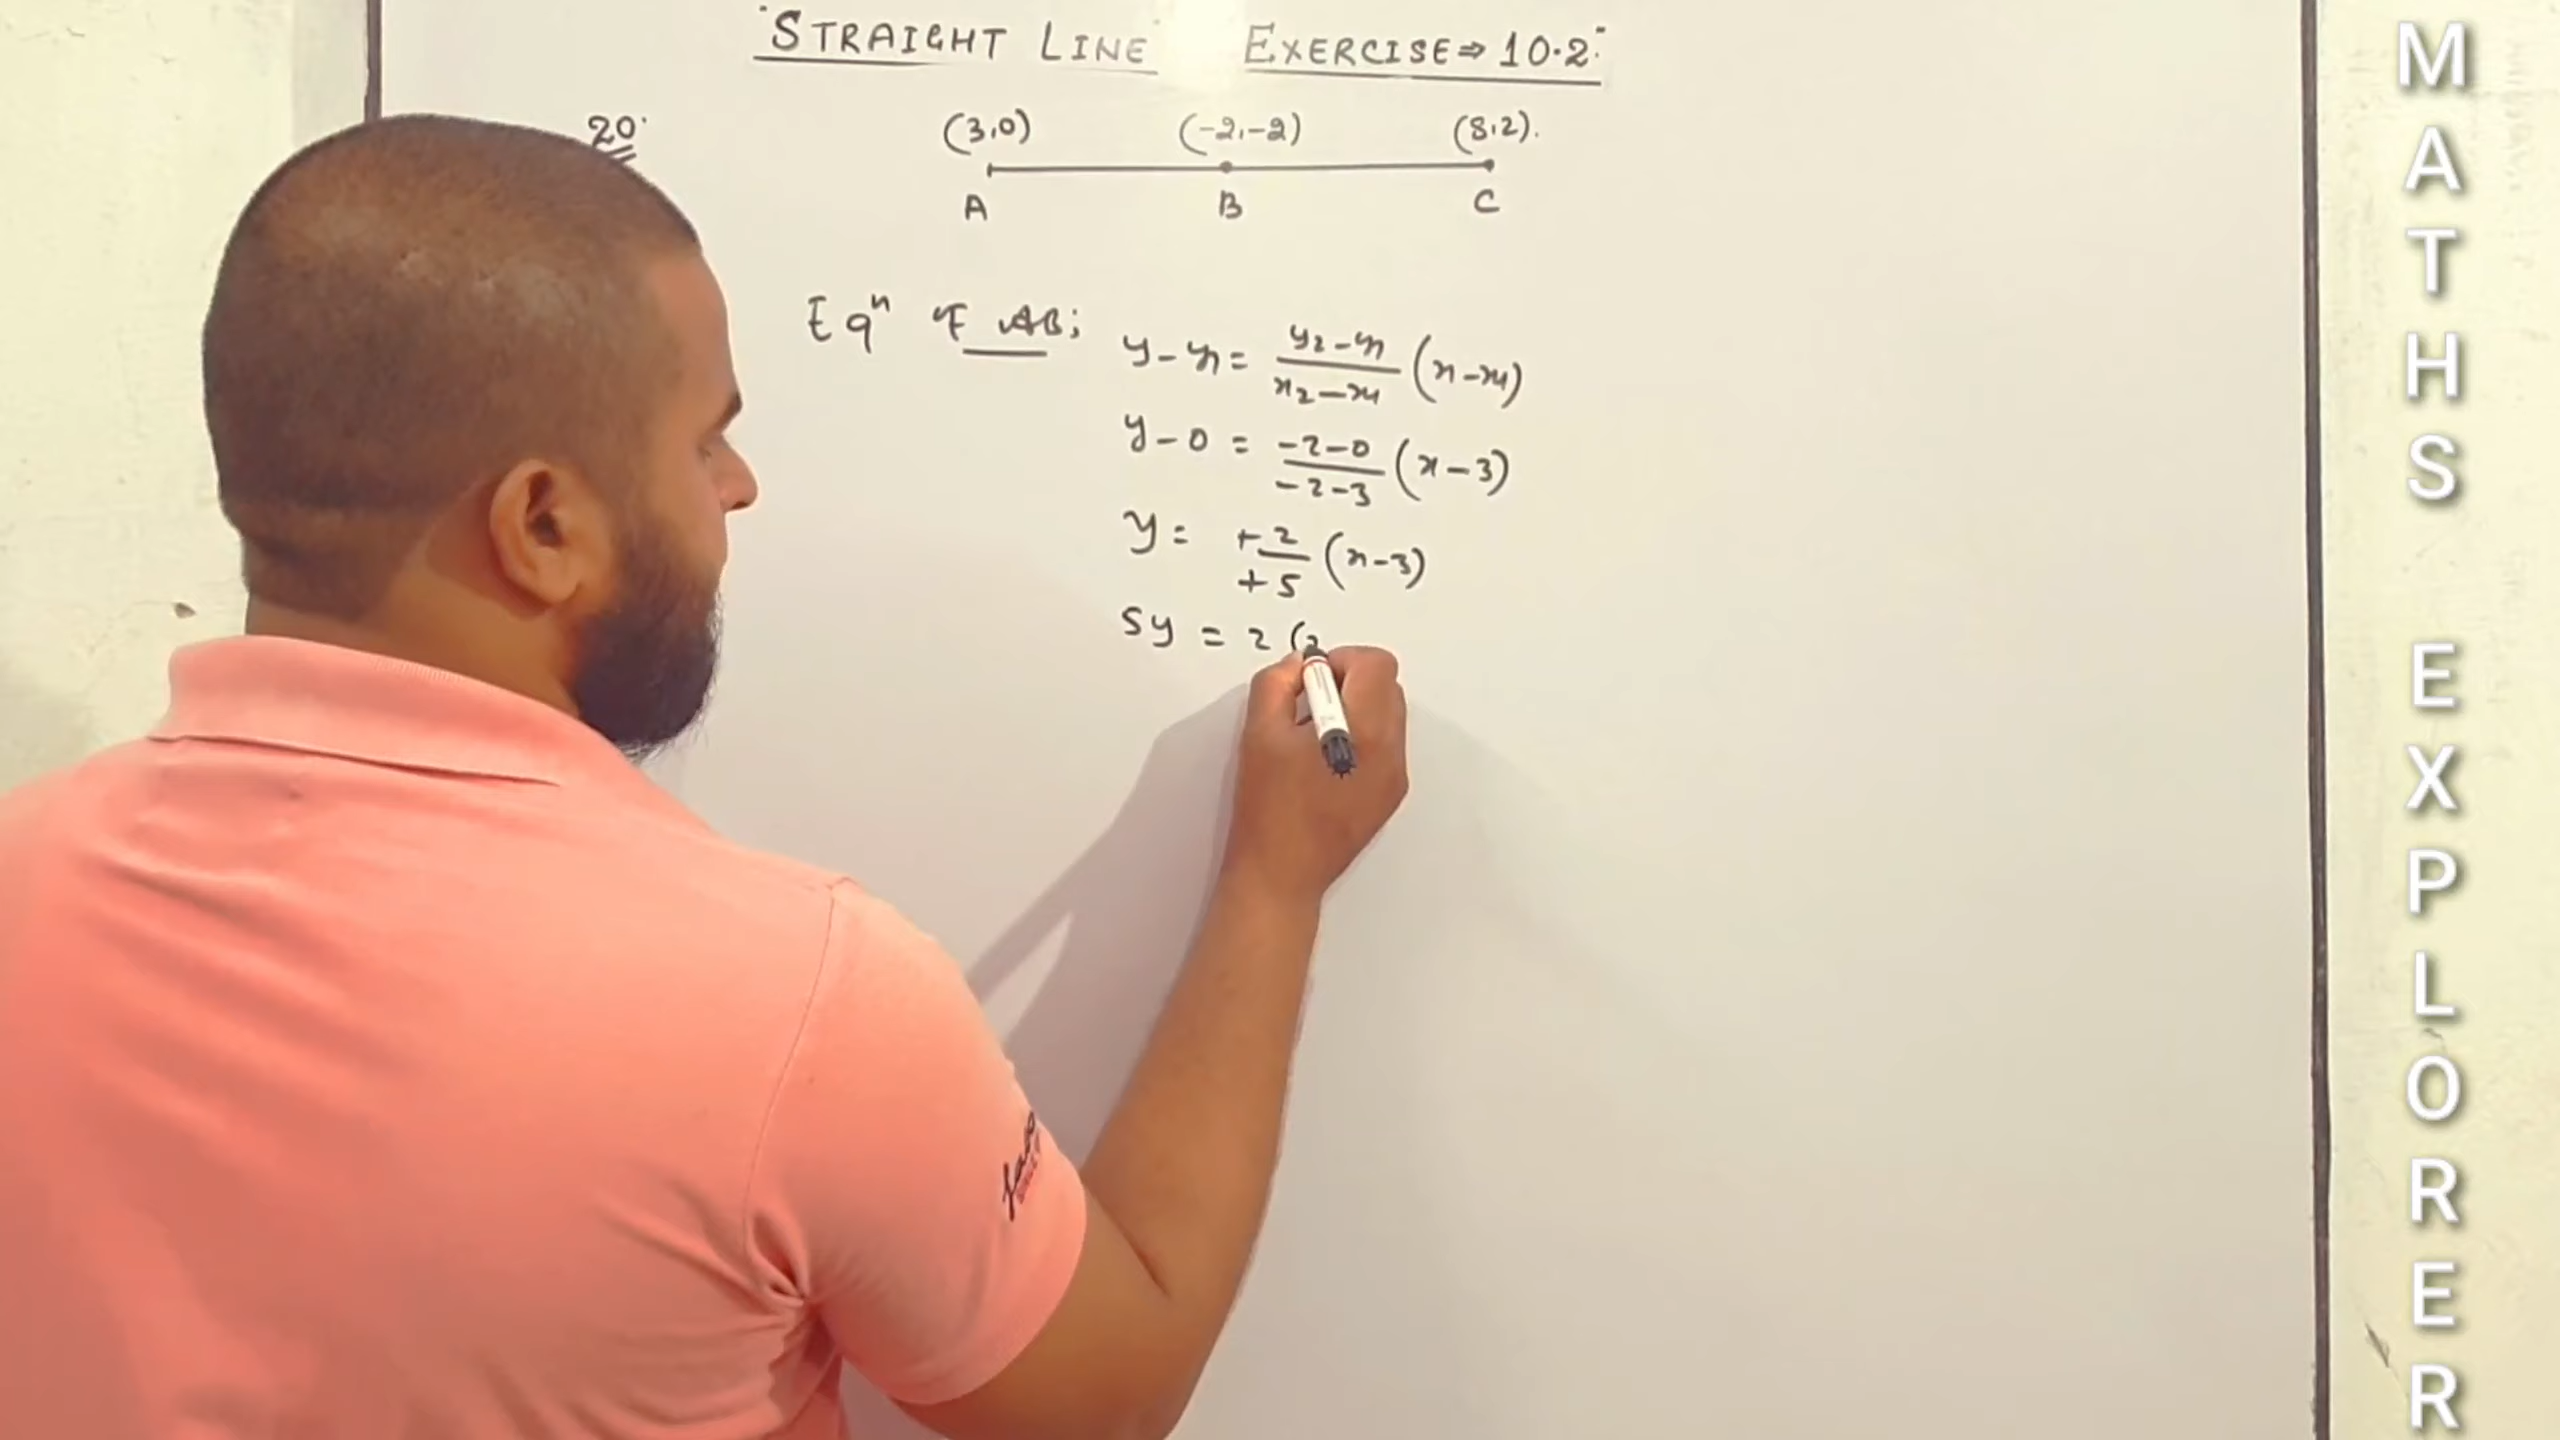 "STRAIGHT LINE" EXERCISE⇒10.2:
20.
(3,0) (-2,-2) (8,2).
A B C
Eqⁿ of AB;
y-y₁ = y₂-y₁/x₂-x₁ (x-x₁)
y-0 = -2-0/-2-3 (x-3)
y = +2/+5 (x-3)
5y = 2 (
MATHS EXPLORER